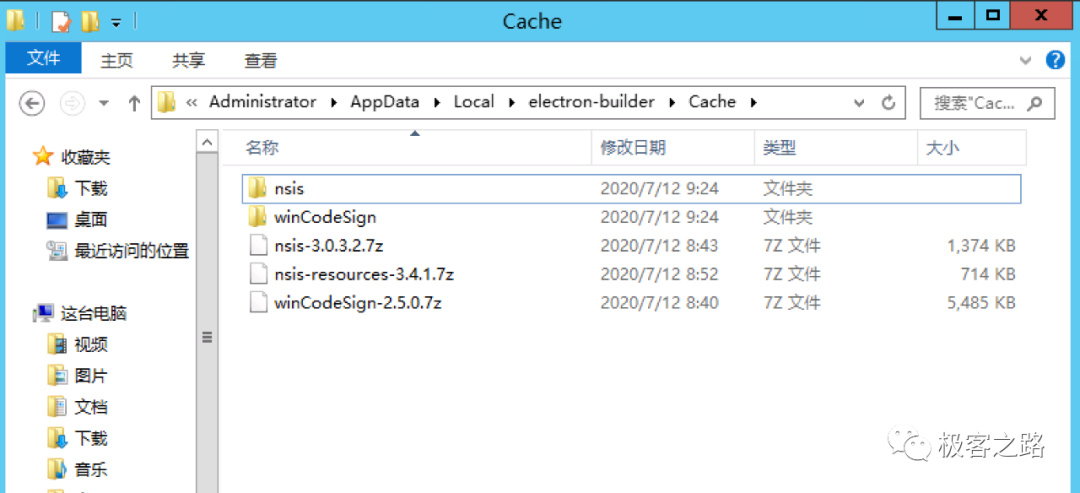 Cache
文件 主页 共享 查看
« Administrator AppData Local electron-builder Cache 搜索"Cac...
名称 修改日期 类型 大小
收藏夹
下载
桌面
最近访问的位置
这台电脑
视频
图片
文档
下载
音乐
nsis 2020/7/12 9:24 文件夹
winCodeSign 2020/7/12 9:24 文件夹
nsis-3.0.3.2.7z 2020/7/12 8:43 7Z 文件 1,374 KB
nsis-resources-3.4.1.7z 2020/7/12 8:52 7Z 文件 714 KB
winCodeSign-2.5.0.7z 2020/7/12 8:40 7Z 文件 5,485 KB
极客之路